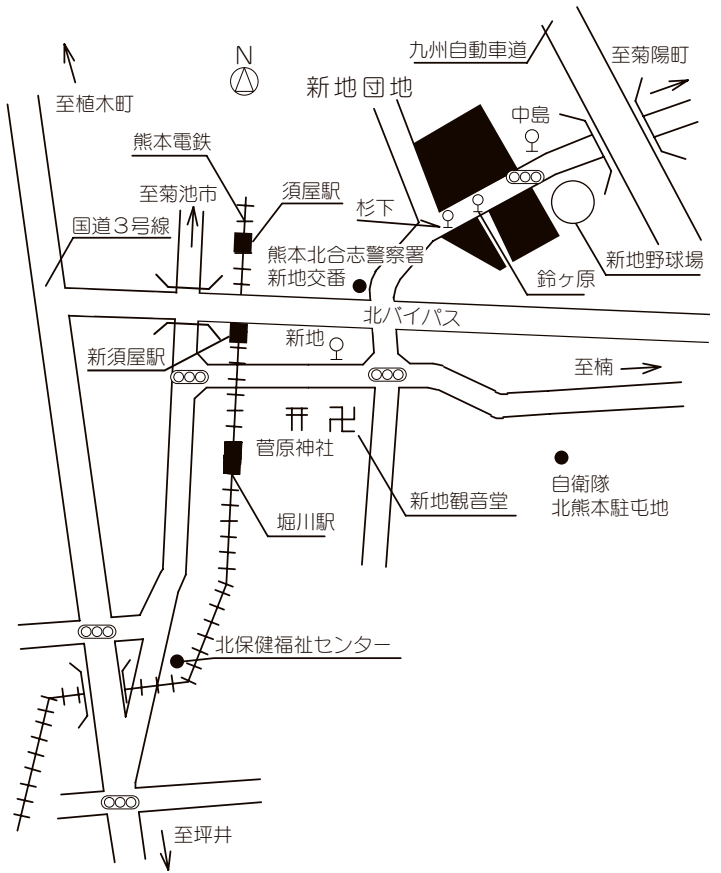 九州自動車道
N
至菊陽町
新地団地
至植木町
中島
熊本電鉄
至菊池市
須屋駅
杉下
国道３号線
熊本北合志警察署
新地交番
新地野球場
鈴ヶ原
北バイパス
新須屋駅
新地
至楠
菅原神社
自衛隊
北熊本駐屯地
新地観音堂
堀川駅
北保健福祉センター
至坪井